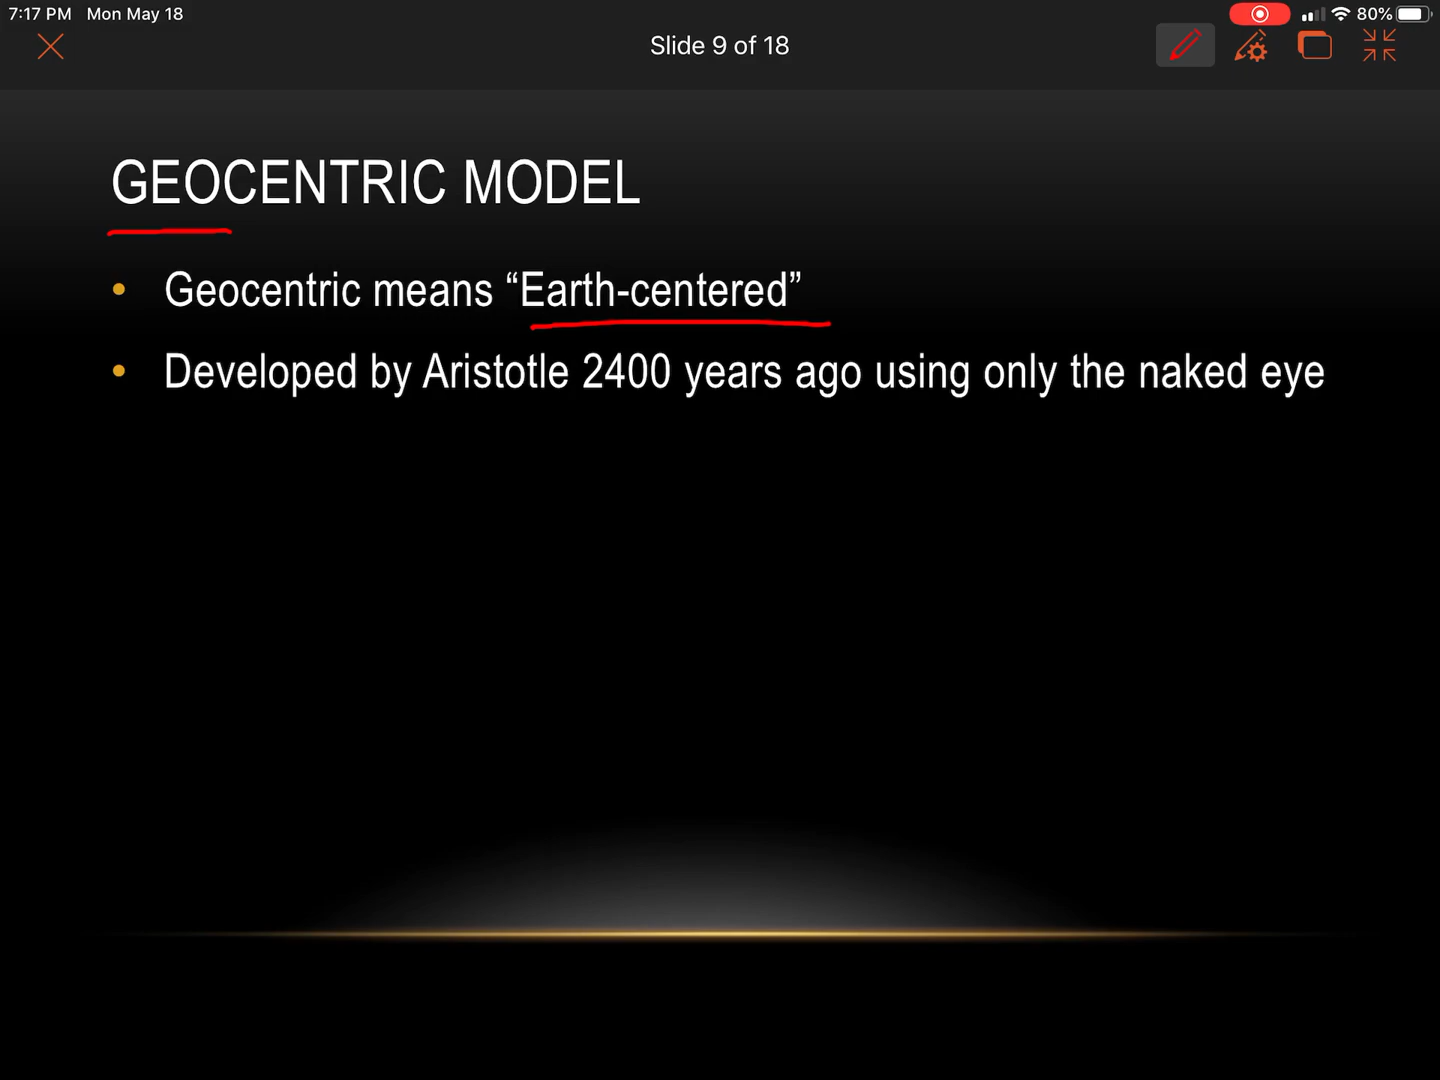 7:17 PM Mon May 18 80%
Slide 9 of 18
GEOCENTRIC MODEL
• Geocentric means “Earth-centered”
• Developed by Aristotle 2400 years ago using only the naked eye